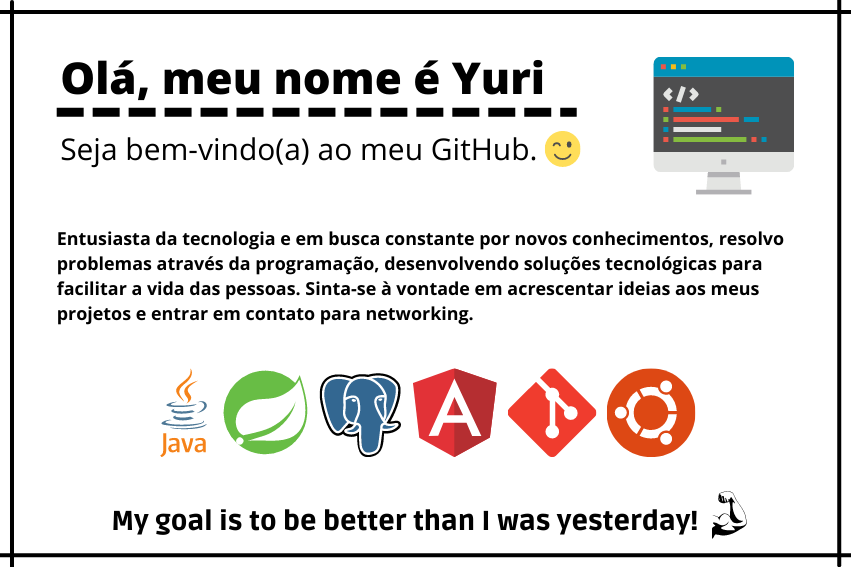 Olá, meu nome é Yuri
Seja bem-vindo(a) ao meu GitHub.
</>
Entusiasta da tecnologia e em busca constante por novos conhecimentos, resolvo
problemas através da programação, desenvolvendo soluções tecnológicas para
facilitar a vida das pessoas. Sinta-se à vontade em acrescentar ideias aos meus
projetos e entrar em contato para networking.
Java
A
My goal is to be better than I was yesterday!